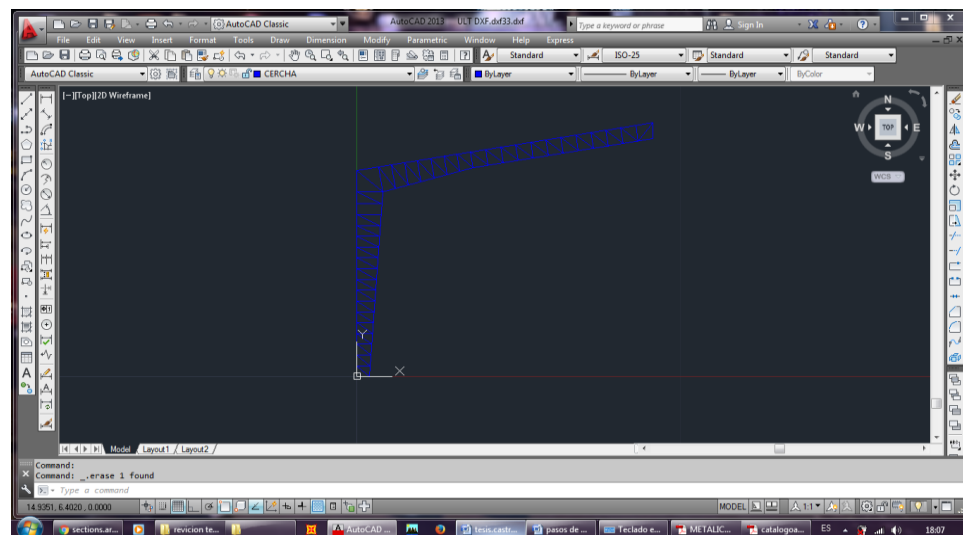 AutoCAD Classic AutoCAD 2013 ULT DXF.dxf33.dxf Type a keyword or phrase Sign In
File Edit View Insert Format Tools Draw Dimension Modify Parametric Window Help Express
Standard ISO-25 Standard Standard
AutoCAD Classic CERCHA ByLayer ByLayer ByLayer ByColor
[−][Top][2D Wireframe]
N
W TOP E
S
WCS
Y
X
Model Layout1 Layout2
Command:
Command: _.erase 1 found
Type a command
14.9351, 6.4020, 0.0000 MODEL 1:1
sections.ar... revicion te... AutoCAD ... tesis.castr... pasos de ... Teclado e... METALIC... catalogoa... ES 18:07